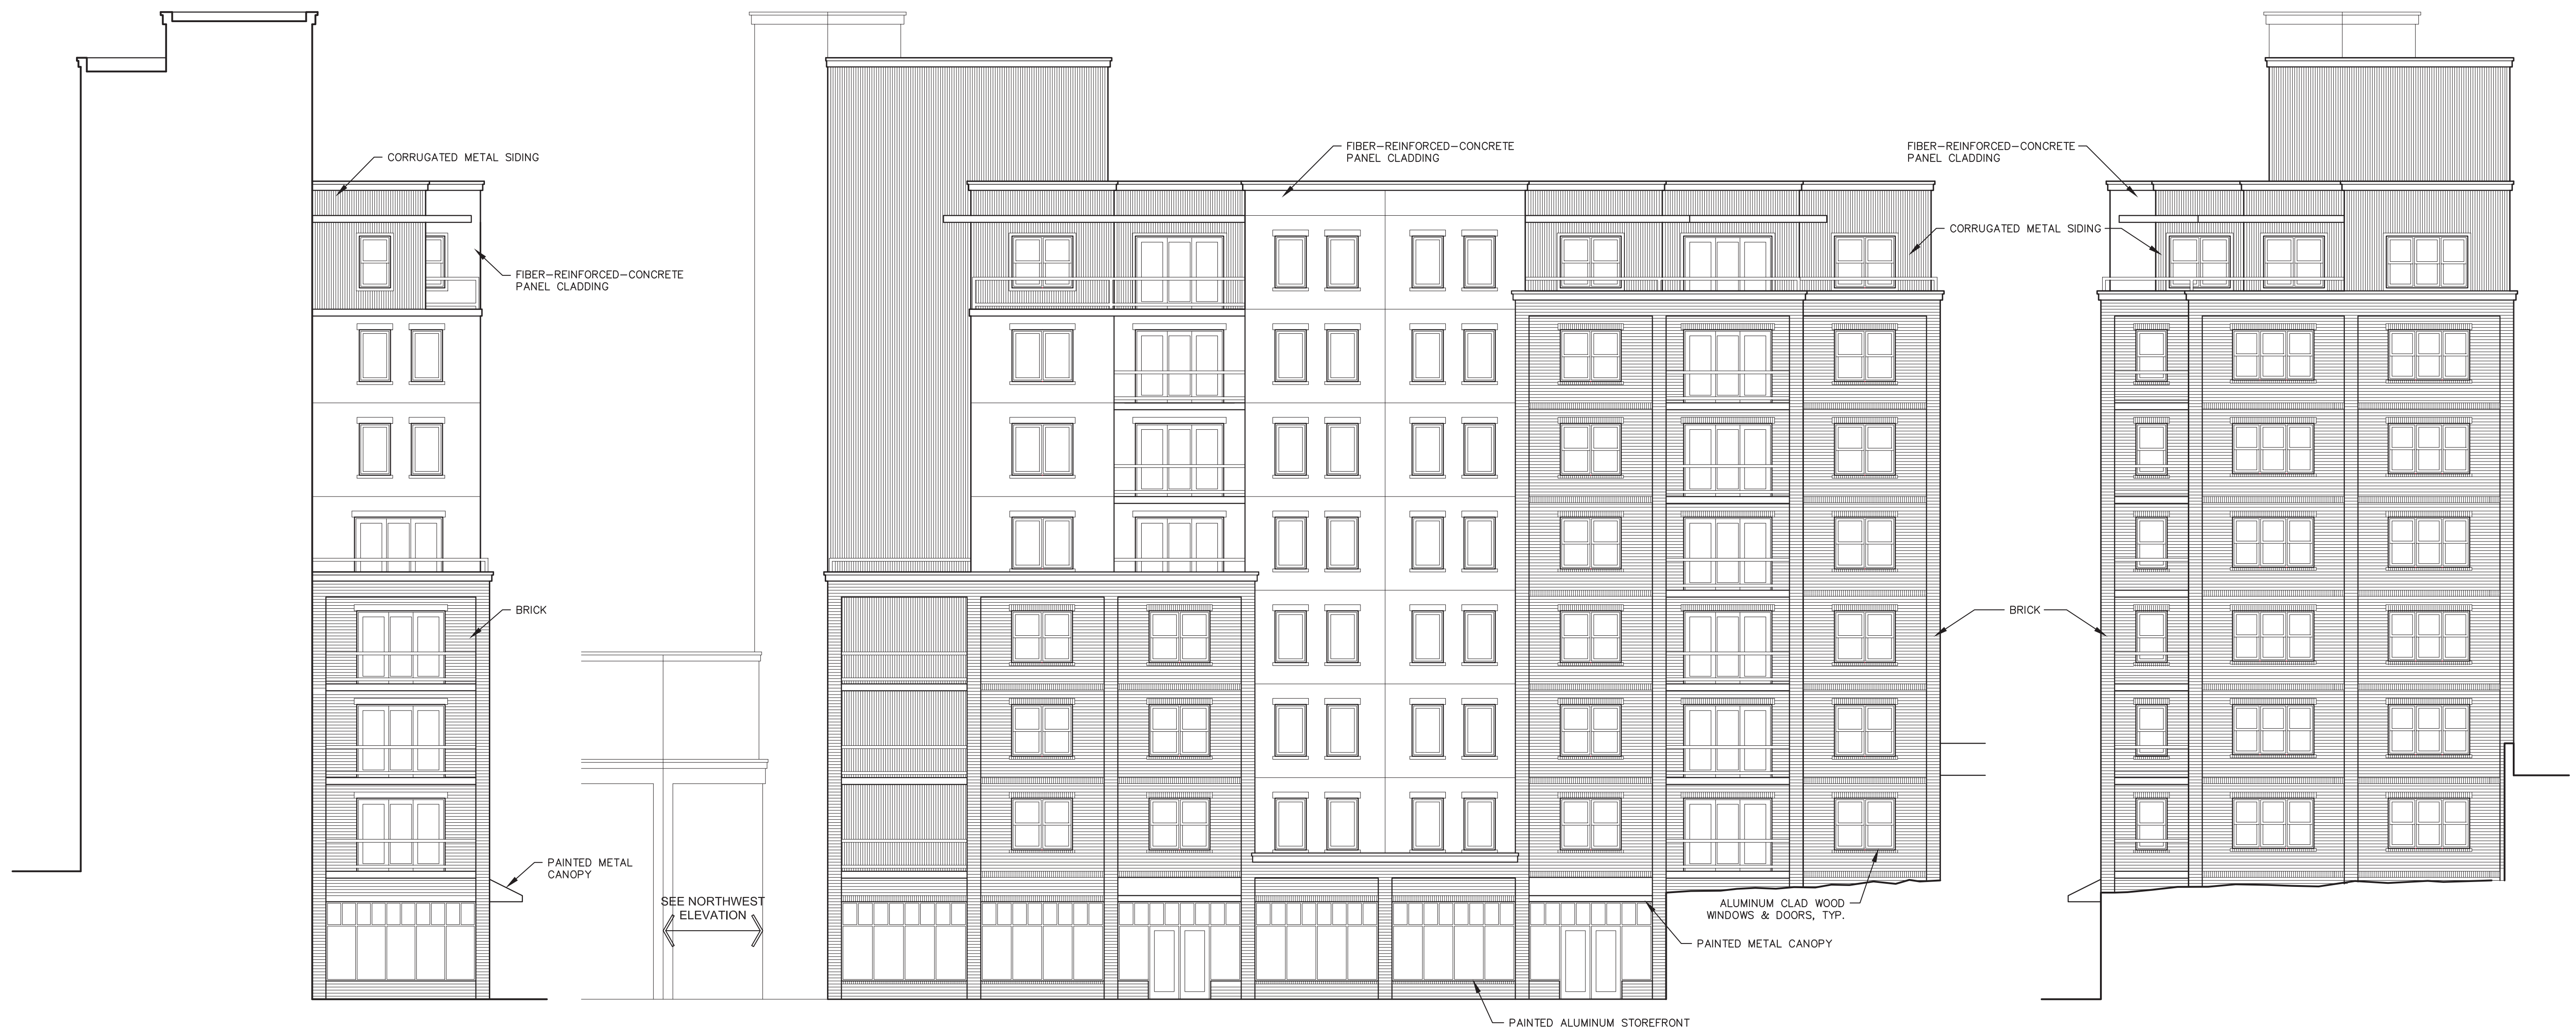 CORRUGATED METAL SIDING
FIBER-REINFORCED-CONCRETE
PANEL CLADDING
BRICK
PAINTED METAL
CANOPY
SEE NORTHWEST
ELEVATION
FIBER-REINFORCED-CONCRETE
PANEL CLADDING
FIBER-REINFORCED-CONCRETE
PANEL CLADDING
CORRUGATED METAL SIDING
BRICK
ALUMINUM CLAD WOOD
WINDOWS & DOORS, TYP.
PAINTED METAL CANOPY
PAINTED ALUMINUM STOREFRONT